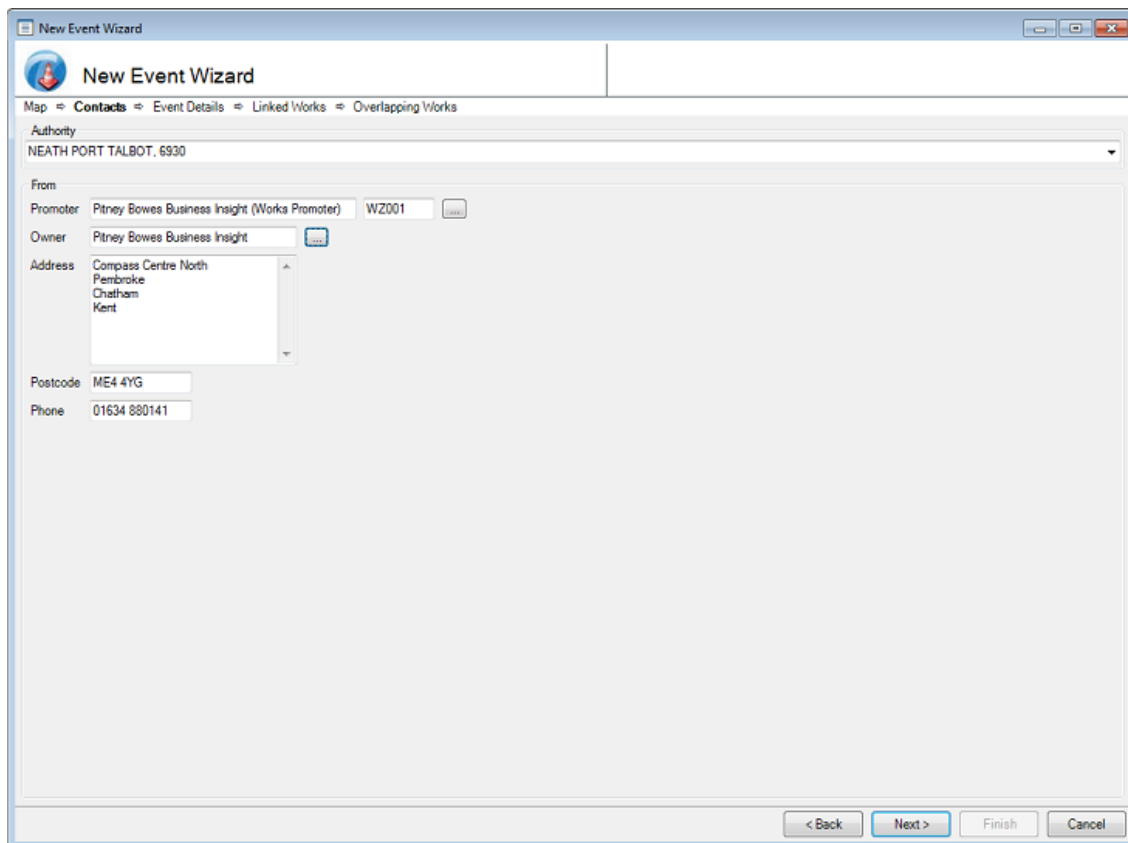 New Event Wizard
New Event Wizard
Map ⇨ Contacts ⇨ Event Details ⇨ Linked Works ⇨ Overlapping Works
Authority
NEATH PORT TALBOT, 6930
From
Promoter Pitney Bowes Business Insight (Works Promoter) WZ001 ...
Owner Pitney Bowes Business Insight ...
Address Compass Centre North
Pembroke
Chatham
Kent
Postcode ME4 4YG
Phone 01634 880141
< Back Next > Finish Cancel